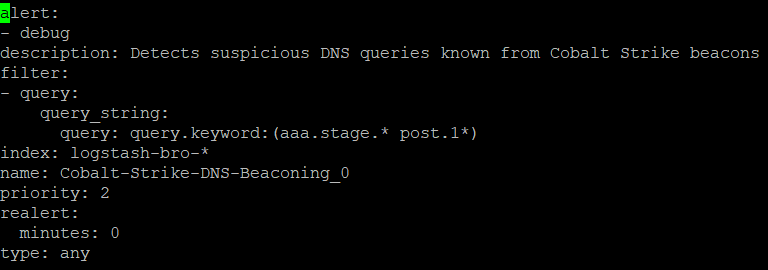 alert:
- debug
description: Detects suspicious DNS queries known from Cobalt Strike beacons
filter:
- query:
    query_string:
      query: query.keyword:(aaa.stage.* post.1*)
index: logstash-bro-*
name: Cobalt-Strike-DNS-Beaconing_0
priority: 2
realert:
  minutes: 0
type: any